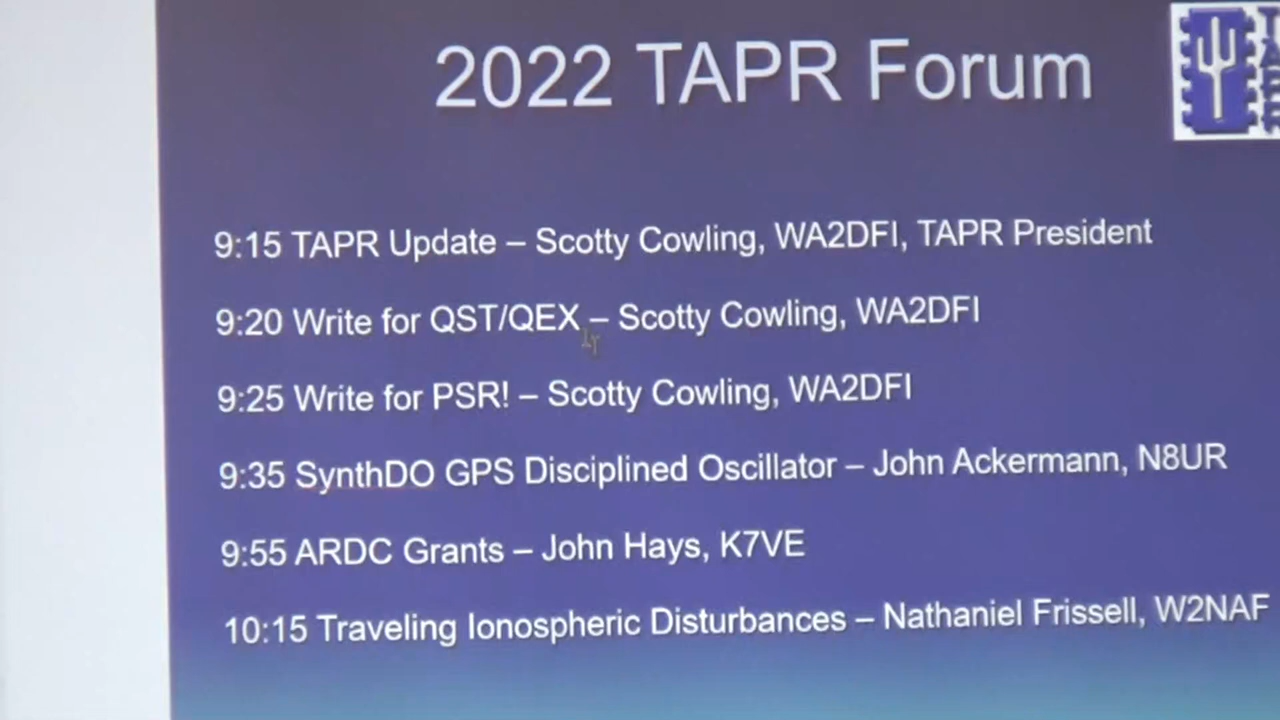 2022 TAPR Forum
9:15 TAPR Update – Scotty Cowling, WA2DFI, TAPR President
9:20 Write for QST/QEX – Scotty Cowling, WA2DFI
9:25 Write for PSR! – Scotty Cowling, WA2DFI
9:35 SynthDO GPS Disciplined Oscillator – John Ackermann, N8UR
9:55 ARDC Grants – John Hays, K7VE
10:15 Traveling Ionospheric Disturbances – Nathaniel Frissell, W2NAF